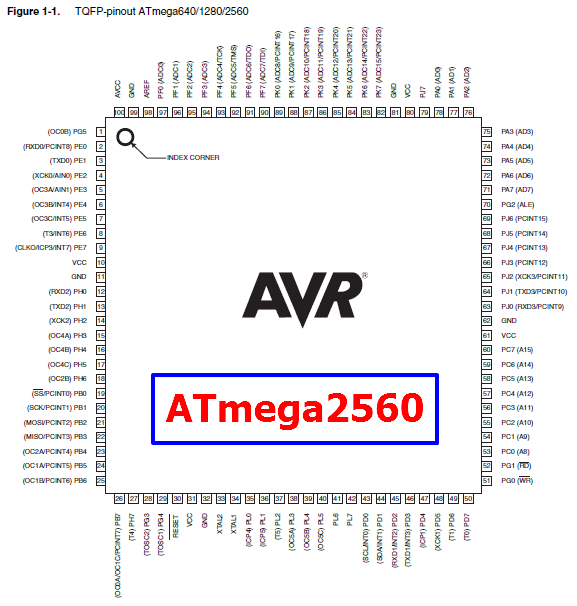 Figure 1-1. TQFP-pinout ATmega640/1280/2560
AVCC
GND
AREF
PF0 (ADC0)
PF1 (ADC1)
PF2 (ADC2)
PF3 (ADC3)
PF4 (ADC4/TCK)
PF5 (ADC5/TMS)
PF6 (ADC6/TDO)
PF7 (ADC7/TDI)
PK0 (ADC8/PCINT16)
PK1 (ADC9/PCINT17)
PK2 (ADC10/PCINT18)
PK3 (ADC11/PCINT19)
PK4 (ADC12/PCINT20)
PK5 (ADC13/PCINT21)
PK6 (ADC14/PCINT22)
PK7 (ADC15/PCINT23)
GND
VCC
PJ7
PA0 (AD0)
PA1 (AD1)
PA2 (AD2)
100 99 98 97 96 95 94 93 92 91 90 89 88 87 86 85 84 83 82 81 80 79 78 77 76
INDEX CORNER
(OC0B) PG5 1
(RXD0/PCINT8) PE0 2
(TXD0) PE1 3
(XCK0/AIN0) PE2 4
(OC3A/AIN1) PE3 5
(OC3B/INT4) PE4 6
(OC3C/INT5) PE5 7
(T3/INT6) PE6 8
(CLKO/ICP3/INT7) PE7 9
VCC 10
GND 11
(RXD2) PH0 12
(TXD2) PH1 13
(XCK2) PH2 14
(OC4A) PH3 15
(OC4B) PH4 16
(OC4C) PH5 17
(OC2B) PH6 18
(SS/PCINT0) PB0 19
(SCK/PCINT1) PB1 20
(MOSI/PCINT2) PB2 21
(MISO/PCINT3) PB3 22
(OC2A/PCINT4) PB4 23
(OC1A/PCINT5) PB5 24
(OC1B/PCINT6) PB6 25
AVR®
ATmega2560
75 PA3 (AD3)
74 PA4 (AD4)
73 PA5 (AD5)
72 PA6 (AD6)
71 PA7 (AD7)
70 PG2 (ALE)
69 PJ6 (PCINT15)
68 PJ5 (PCINT14)
67 PJ4 (PCINT13)
66 PJ3 (PCINT12)
65 PJ2 (XCK3/PCINT11)
64 PJ1 (TXD3/PCINT10)
63 PJ0 (RXD3/PCINT9)
62 GND
61 VCC
60 PC7 (A15)
59 PC6 (A14)
58 PC5 (A13)
57 PC4 (A12)
56 PC3 (A11)
55 PC2 (A10)
54 PC1 (A9)
53 PC0 (A8)
52 PG1 (RD)
51 PG0 (WR)
26 27 28 29 30 31 32 33 34 35 36 37 38 39 40 41 42 43 44 45 46 47 48 49 50
(OC0A/OC1C/PCINT7) PB7
(T4) PH7
(TOSC2) PG3
(TOSC1) PG4
RESET
VCC
GND
XTAL2
XTAL1
(ICP4) PL0
(ICP5) PL1
(T5) PL2
(OC5A) PL3
(OC5B) PL4
(OC5C) PL5
PL6
PL7
(SCL/INT0) PD0
(SDA/INT1) PD1
(RXD1/INT2) PD2
(TXD1/INT3) PD3
(ICP1) PD4
(XCK1) PD5
(T1) PD6
(T0) PD7